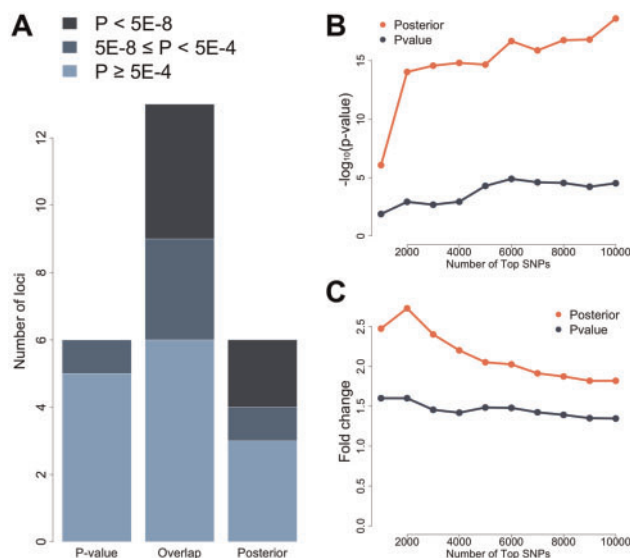 A
P < 5E-8
5E-8 ≤ P < 5E-4
P ≥ 5E-4
Number of loci
0
2
4
6
8
10
12
P-value
Overlap
Posterior
B
Posterior
Pvalue
-log₁₀(p-value)
0
5
10
15
2000
4000
6000
8000
10000
Number of Top SNPs
C
Posterior
Pvalue
Fold change
0.0
0.5
1.0
1.5
2.0
2.5
2000
4000
6000
8000
10000
Number of Top SNPs